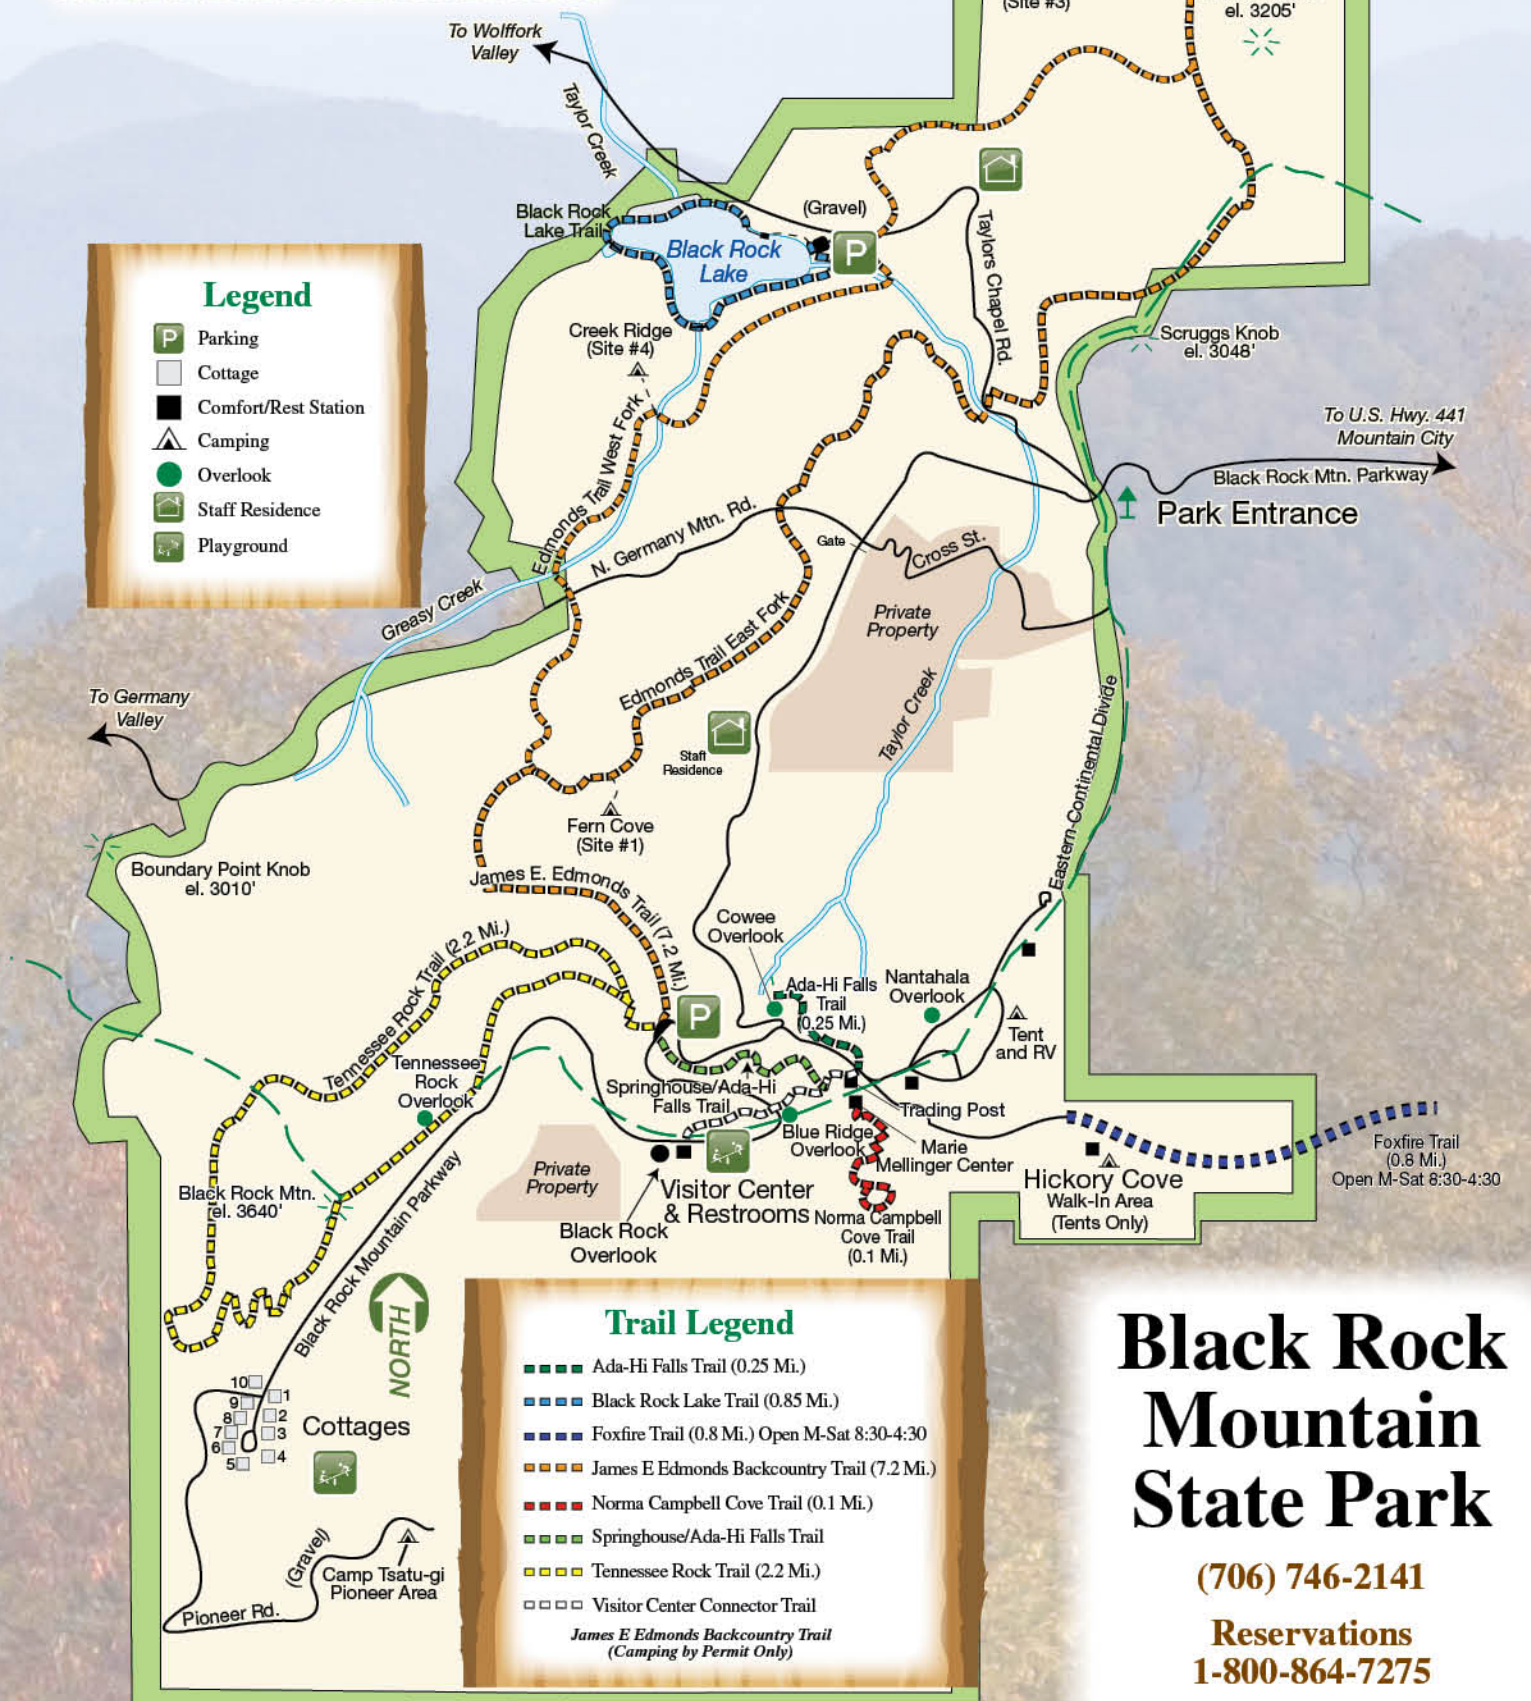 (Site #3)
el. 3205'
To Wolffork
Valley
Taylor Creek
Black Rock
Lake Trail
(Gravel)
Black Rock
Lake
Taylors Chapel Rd.
Legend
P Parking
Cottage
Comfort/Rest Station
Camping
Overlook
Staff Residence
Playground
P
Creek Ridge
(Site #4)
Scruggs Knob
el. 3048'
To U.S. Hwy. 441
Mountain City
Black Rock Mtn. Parkway
Park Entrance
Edmonds Trail West Fork
N. Germany Mtn. Rd.
Gate
Cross St.
Greasy Creek
Private
Property
Edmonds Trail East Fork
To Germany
Valley
Taylor Creek
Eastern Continental Divide
Staff
Residence
Fern Cove
(Site #1)
Boundary Point Knob
el. 3010'
James E. Edmonds Trail (7.2 Mi.)
Cowee
Overlook
Tennessee Rock Trail (2.2 Mi.)
Ada-Hi Falls
Trail
(0.25 Mi.)
Nantahala
Overlook
P
Tent
and RV
Tennessee
Rock
Overlook
Springhouse/Ada-Hi
Falls Trail
Trading Post
Blue Ridge
Overlook
Marie
Mellinger Center
Foxfire Trail
(0.8 Mi.)
Open M-Sat 8:30-4:30
Private
Property
Hickory Cove
Walk-In Area
(Tents Only)
Black Rock Mtn.
el. 3640'
Visitor Center
& Restrooms
Black Rock
Overlook
Norma Campbell
Cove Trail
(0.1 Mi.)
Black Rock Mountain Parkway
NORTH
10
9
8
7
6
5
1
2
3
4
Cottages
(Gravel)
Camp Tsatu-gi
Pioneer Area
Pioneer Rd.
Trail Legend
Ada-Hi Falls Trail (0.25 Mi.)
Black Rock Lake Trail (0.85 Mi.)
Foxfire Trail (0.8 Mi.) Open M-Sat 8:30-4:30
James E Edmonds Backcountry Trail (7.2 Mi.)
Norma Campbell Cove Trail (0.1 Mi.)
Springhouse/Ada-Hi Falls Trail
Tennessee Rock Trail (2.2 Mi.)
Visitor Center Connector Trail
James E Edmonds Backcountry Trail
(Camping by Permit Only)
Black Rock
Mountain
State Park
(706) 746-2141
Reservations
1-800-864-7275